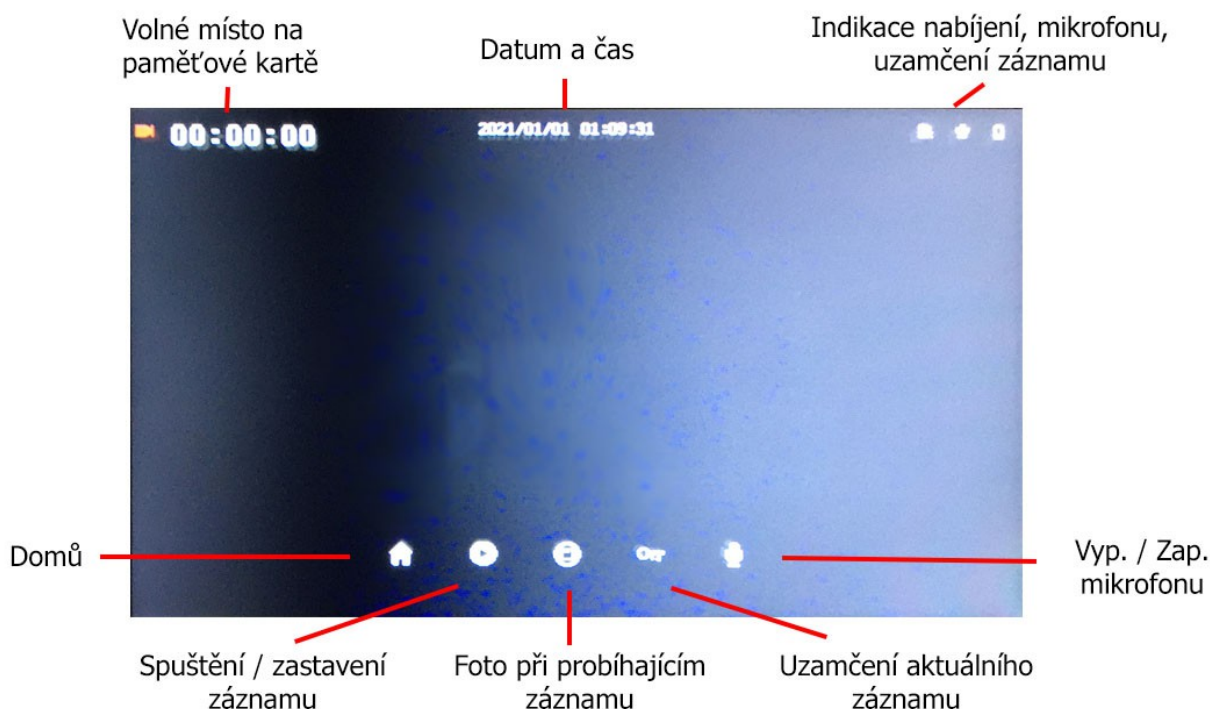 Volné místo na
paměťové kartě
Datum a čas
Indikace nabíjení, mikrofonu,
uzamčení záznamu
00:00:00
2021/01/01 01:09:31
Domů
Vyp. / Zap.
mikrofonu
Spuštění / zastavení
záznamu
Foto při probíhajícím
záznamu
Uzamčení aktuálního
záznamu